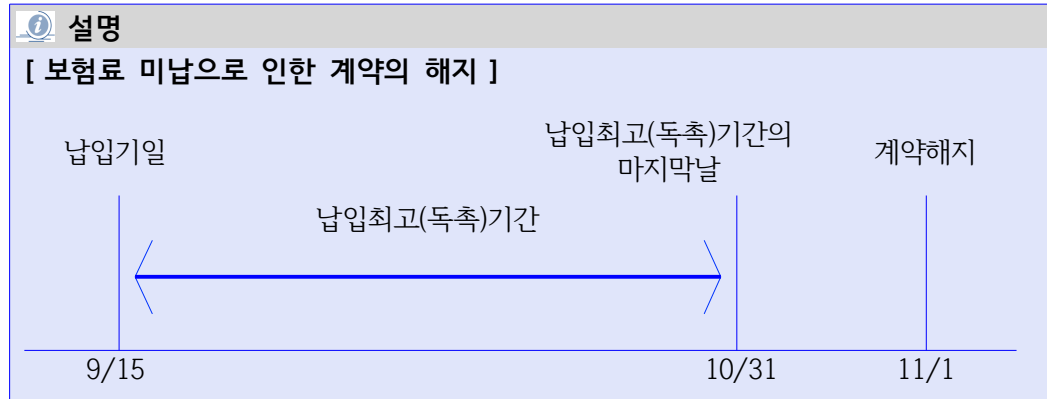 설명
[ 보험료 미납으로 인한 계약의 해지 ]
납입기일
납입최고(독촉)기간의
마지막날
계약해지
납입최고(독촉)기간
9/15
10/31
11/1